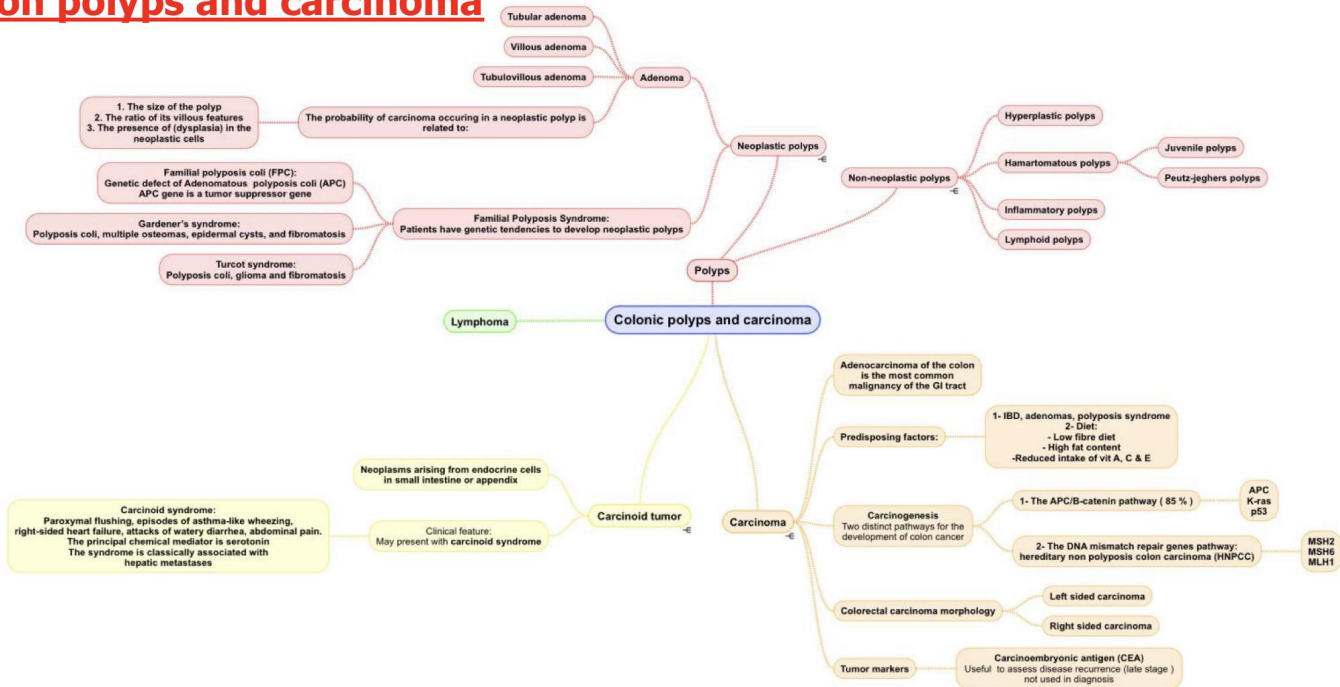 on polyps and carcinoma
Tubular adenoma
Villous adenoma
Tubulovillous adenoma
Adenoma
1. The size of the polyp
2. The ratio of its villous features
3. The presence of (dysplasia) in the
neoplastic cells
The probability of carcinoma occuring in a neoplastic polyp is
related to:
Neoplastic polyps
Familial polyposis coli (FPC):
Genetic defect of Adenomatous polyposis coli (APC)
APC gene is a tumor suppressor gene
Gardener's syndrome:
Polyposis coli, multiple osteomas, epidermal cysts, and fibromatosis
Turcot syndrome:
Polyposis coli, glioma and fibromatosis
Familial Polyposis Syndrome:
Patients have genetic tendencies to develop neoplastic polyps
Non-neoplastic polyps
Hyperplastic polyps
Hamartomatous polyps
Juvenile polyps
Peutz-jeghers polyps
Inflammatory polyps
Lymphoid polyps
Polyps
Lymphoma
Colonic polyps and carcinoma
Neoplasms arising from endocrine cells
in small intestine or appendix
Carcinoid syndrome:
Paroxymal flushing, episodes of asthma-like wheezing,
right-sided heart failure, attacks of watery diarrhea, abdominal pain.
The principal chemical mediator is serotonin
The syndrome is classically associated with
hepatic metastases
Clinical feature:
May present with carcinoid syndrome
Carcinoid tumor
Carcinoma
Adenocarcinoma of the colon
is the most common
malignancy of the GI tract
Predisposing factors:
1- IBD, adenomas, polyposis syndrome
2- Diet:
- Low fibre diet
- High fat content
-Reduced intake of vit A, C & E
Carcinogenesis
Two distinct pathways for the
development of colon cancer
1- The APC/B-catenin pathway ( 85 % )
APC
K-ras
p53
2- The DNA mismatch repair genes pathway:
hereditary non polyposis colon carcinoma (HNPCC)
MSH2
MSH6
MLH1
Colorectal carcinoma morphology
Left sided carcinoma
Right sided carcinoma
Tumor markers
Carcinoembryonic antigen (CEA)
Useful to assess disease recurrence (late stage )
not used in diagnosis